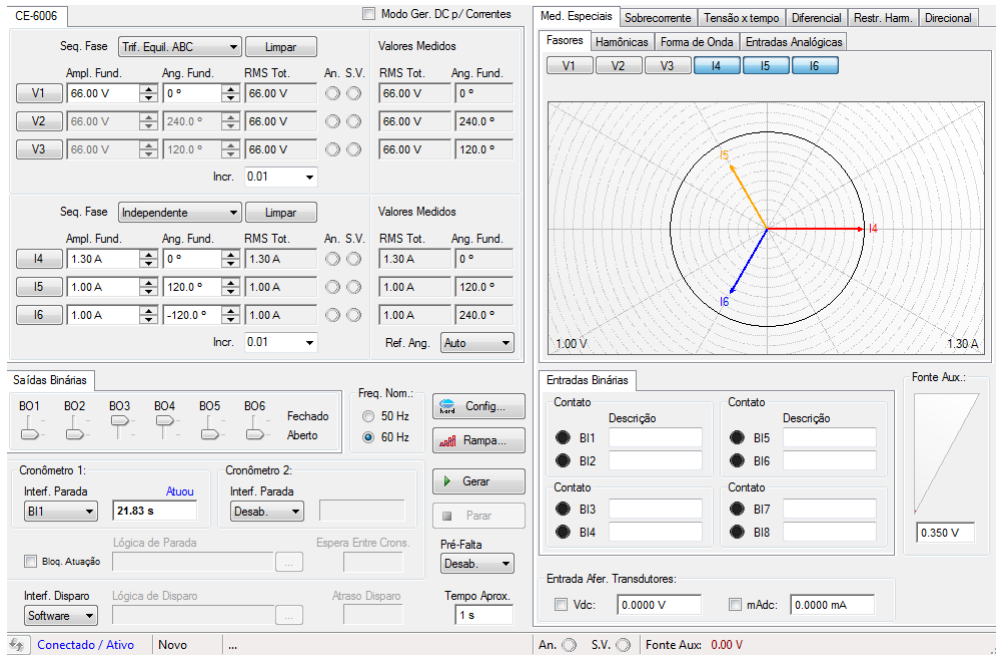 CE-6006
Modo Ger. DC p/ Correntes
Seq. Fase Trif. Equil. ABC Limpar Valores Medidos
Ampl. Fund. Ang. Fund. RMS Tot. An. S.V. RMS Tot. Ang. Fund.
V1 66.00 V 0 º 66.00 V 66.00 V 0 º
V2 66.00 V 240.0 º 66.00 V 66.00 V 240.0 º
V3 66.00 V 120.0 º 66.00 V 66.00 V 120.0 º
Incr. 0.01
Seq. Fase Independente Limpar Valores Medidos
Ampl. Fund. Ang. Fund. RMS Tot. An. S.V. RMS Tot. Ang. Fund.
I4 1.30 A 0 º 1.30 A 1.30 A 0 º
I5 1.00 A 120.0 º 1.00 A 1.00 A 120.0 º
I6 1.00 A -120.0 º 1.00 A 1.00 A 240.0 º
Incr. 0.01 Ref. Ang. Auto
Saídas Binárias
BO1 BO2 BO3 BO4 BO5 BO6
Fechado
Aberto
Freq. Nom.:
50 Hz
60 Hz
Config...
Rampa...
Cronômetro 1:
Interf. Parada Atuou
BI1 21.83 s
Cronômetro 2:
Interf. Parada
Desab.
Gerar
Parar
Lógica de Parada Espera Entre Crons.
Bloq. Atuação ...
Pré-Falta
Desab.
Interf. Disparo Lógica de Disparo Atraso Disparo Tempo Aprox.
Software ... 1 s
Conectado / Ativo Novo ...
Med. Especiais Sobrecorrente Tensão x tempo Diferencial Restr. Harm. Direcional
Fasores Harmônicas Forma de Onda Entradas Analógicas
V1 V2 V3 I4 I5 I6
I5
I4
I6
1.00 V 1.30 A
Entradas Binárias
Contato
Descrição
BI1
BI2
Contato
Descrição
BI5
BI6
Contato
BI3
BI4
Contato
BI7
BI8
Fonte Aux.:
0.350 V
Entrada Afer. Transdutores:
Vdc: 0.0000 V mAdc: 0.0000 mA
An. S.V. Fonte Aux: 0.00 V